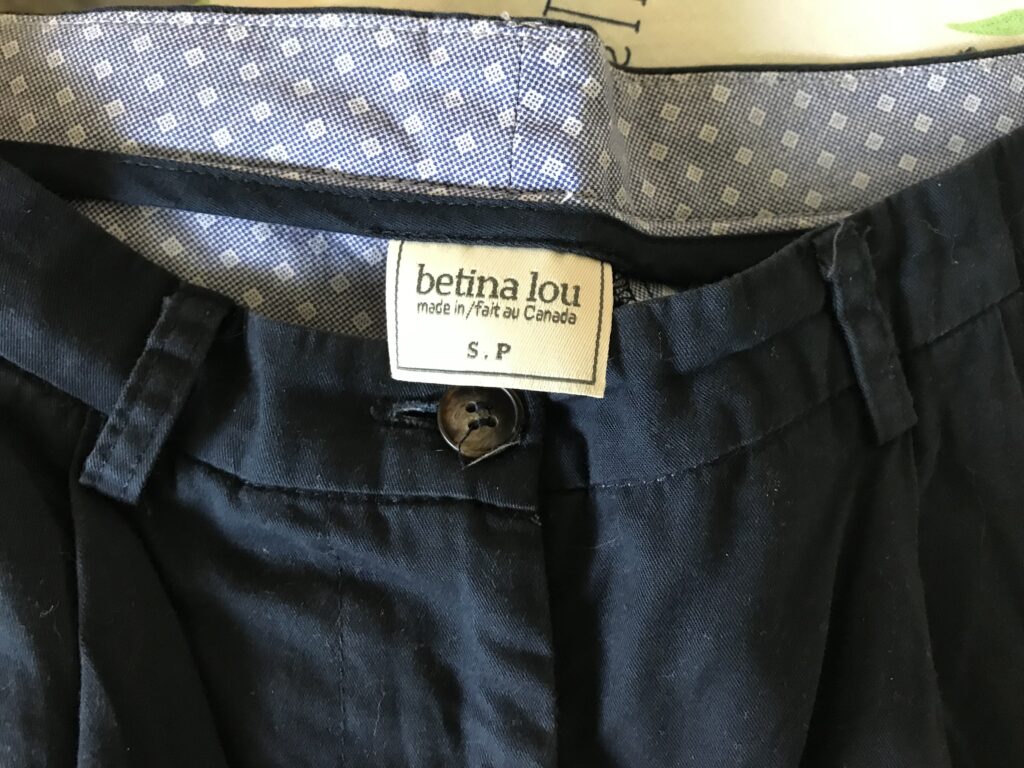 betina lou
made in/fait au Canada
S.P